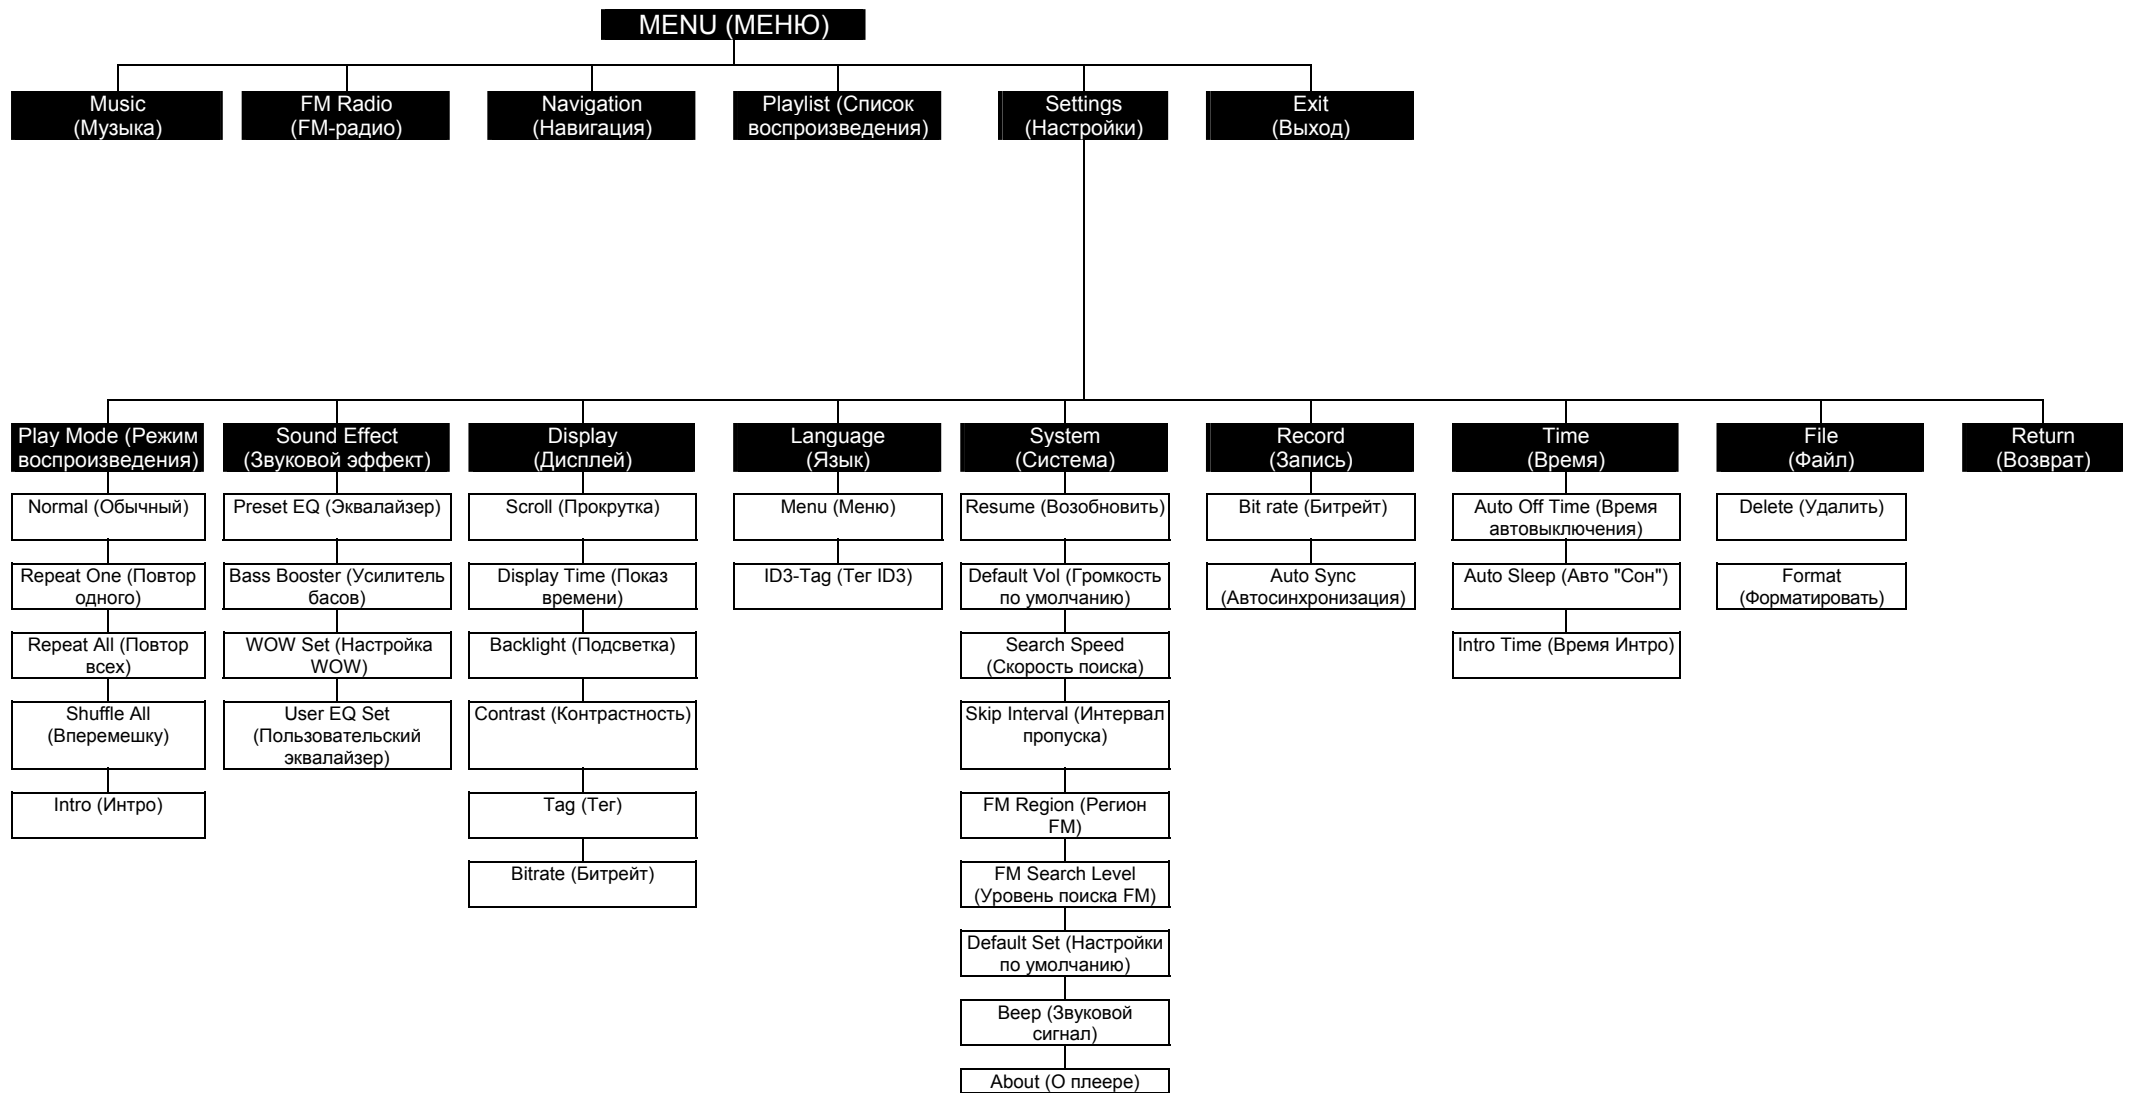 MENU (МЕНЮ)
Music
(Музыка)
FM Radio
(FM-радио)
Navigation
(Навигация)
Playlist (Список
воспроизведения)
Settings
(Настройки)
Exit
(Выход)
Play Mode (Режим
воспроизведения)
Sound Effect
(Звуковой эффект)
Display
(Дисплей)
Language
(Язык)
System
(Система)
Record
(Запись)
Time
(Время)
File
(Файл)
Return
(Возврат)
Normal (Обычный)
Repeat One (Повтор
одного)
Repeat All (Повтор
всех)
Shuffle All
(Вперемешку)
Intro (Интро)
Preset EQ (Эквалайзер)
Bass Booster (Усилитель
басов)
WOW Set (Настройка
WOW)
User EQ Set
(Пользовательский
эквалайзер)
Scroll (Прокрутка)
Display Time (Показ
времени)
Backlight (Подсветка)
Contrast (Контрастность)
Tag (Тег)
Bitrate (Битрейт)
Menu (Меню)
ID3-Tag (Тег ID3)
Resume (Возобновить)
Default Vol (Громкость
по умолчанию)
Search Speed
(Скорость поиска)
Skip Interval (Интервал
пропуска)
FM Region (Регион
FM)
FM Search Level
(Уровень поиска FM)
Default Set (Настройки
по умолчанию)
Beep (Звуковой
сигнал)
About (О плеере)
Bit rate (Битрейт)
Auto Sync
(Автосинхронизация)
Auto Off Time (Время
автовыключения)
Auto Sleep (Авто "Сон")
Intro Time (Время Интро)
Delete (Удалить)
Format
(Форматировать)